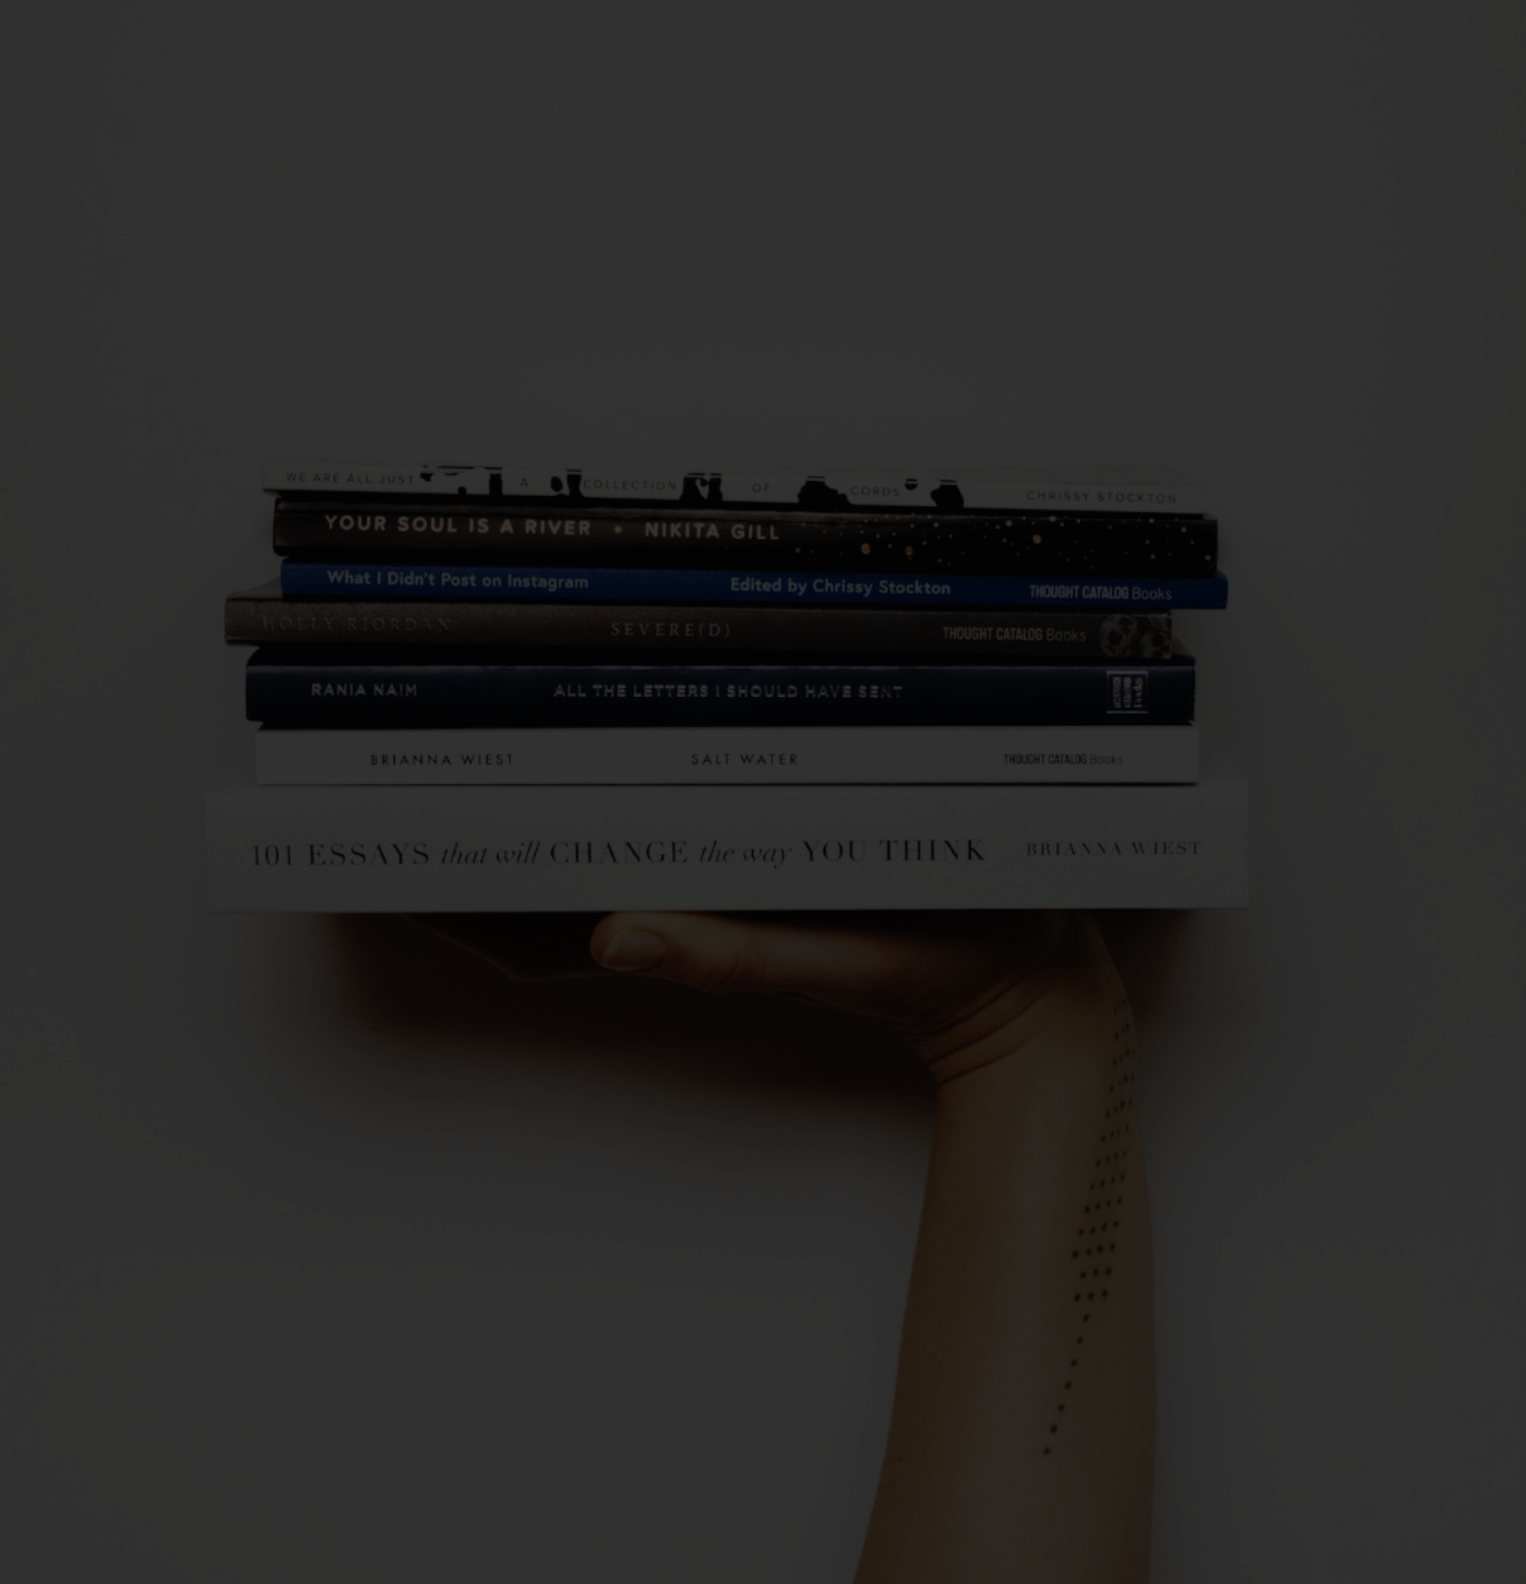 WE ARE ALL JUST A COLLECTION OF CORDS CHRISSY STOCKTON
YOUR SOUL IS A RIVER • NIKITA GILL
What I Didn't Post on Instagram Edited by Chrissy Stockton THOUGHT CATALOG Books
HOLLY RIORDAN SEVERE(D) THOUGHT CATALOG Books
RANIA NAIM ALL THE LETTERS I SHOULD HAVE SENT
BRIANNA WIEST SALT WATER THOUGHT CATALOG Books
101 ESSAYS that will CHANGE the way YOU THINK BRIANNA WIEST